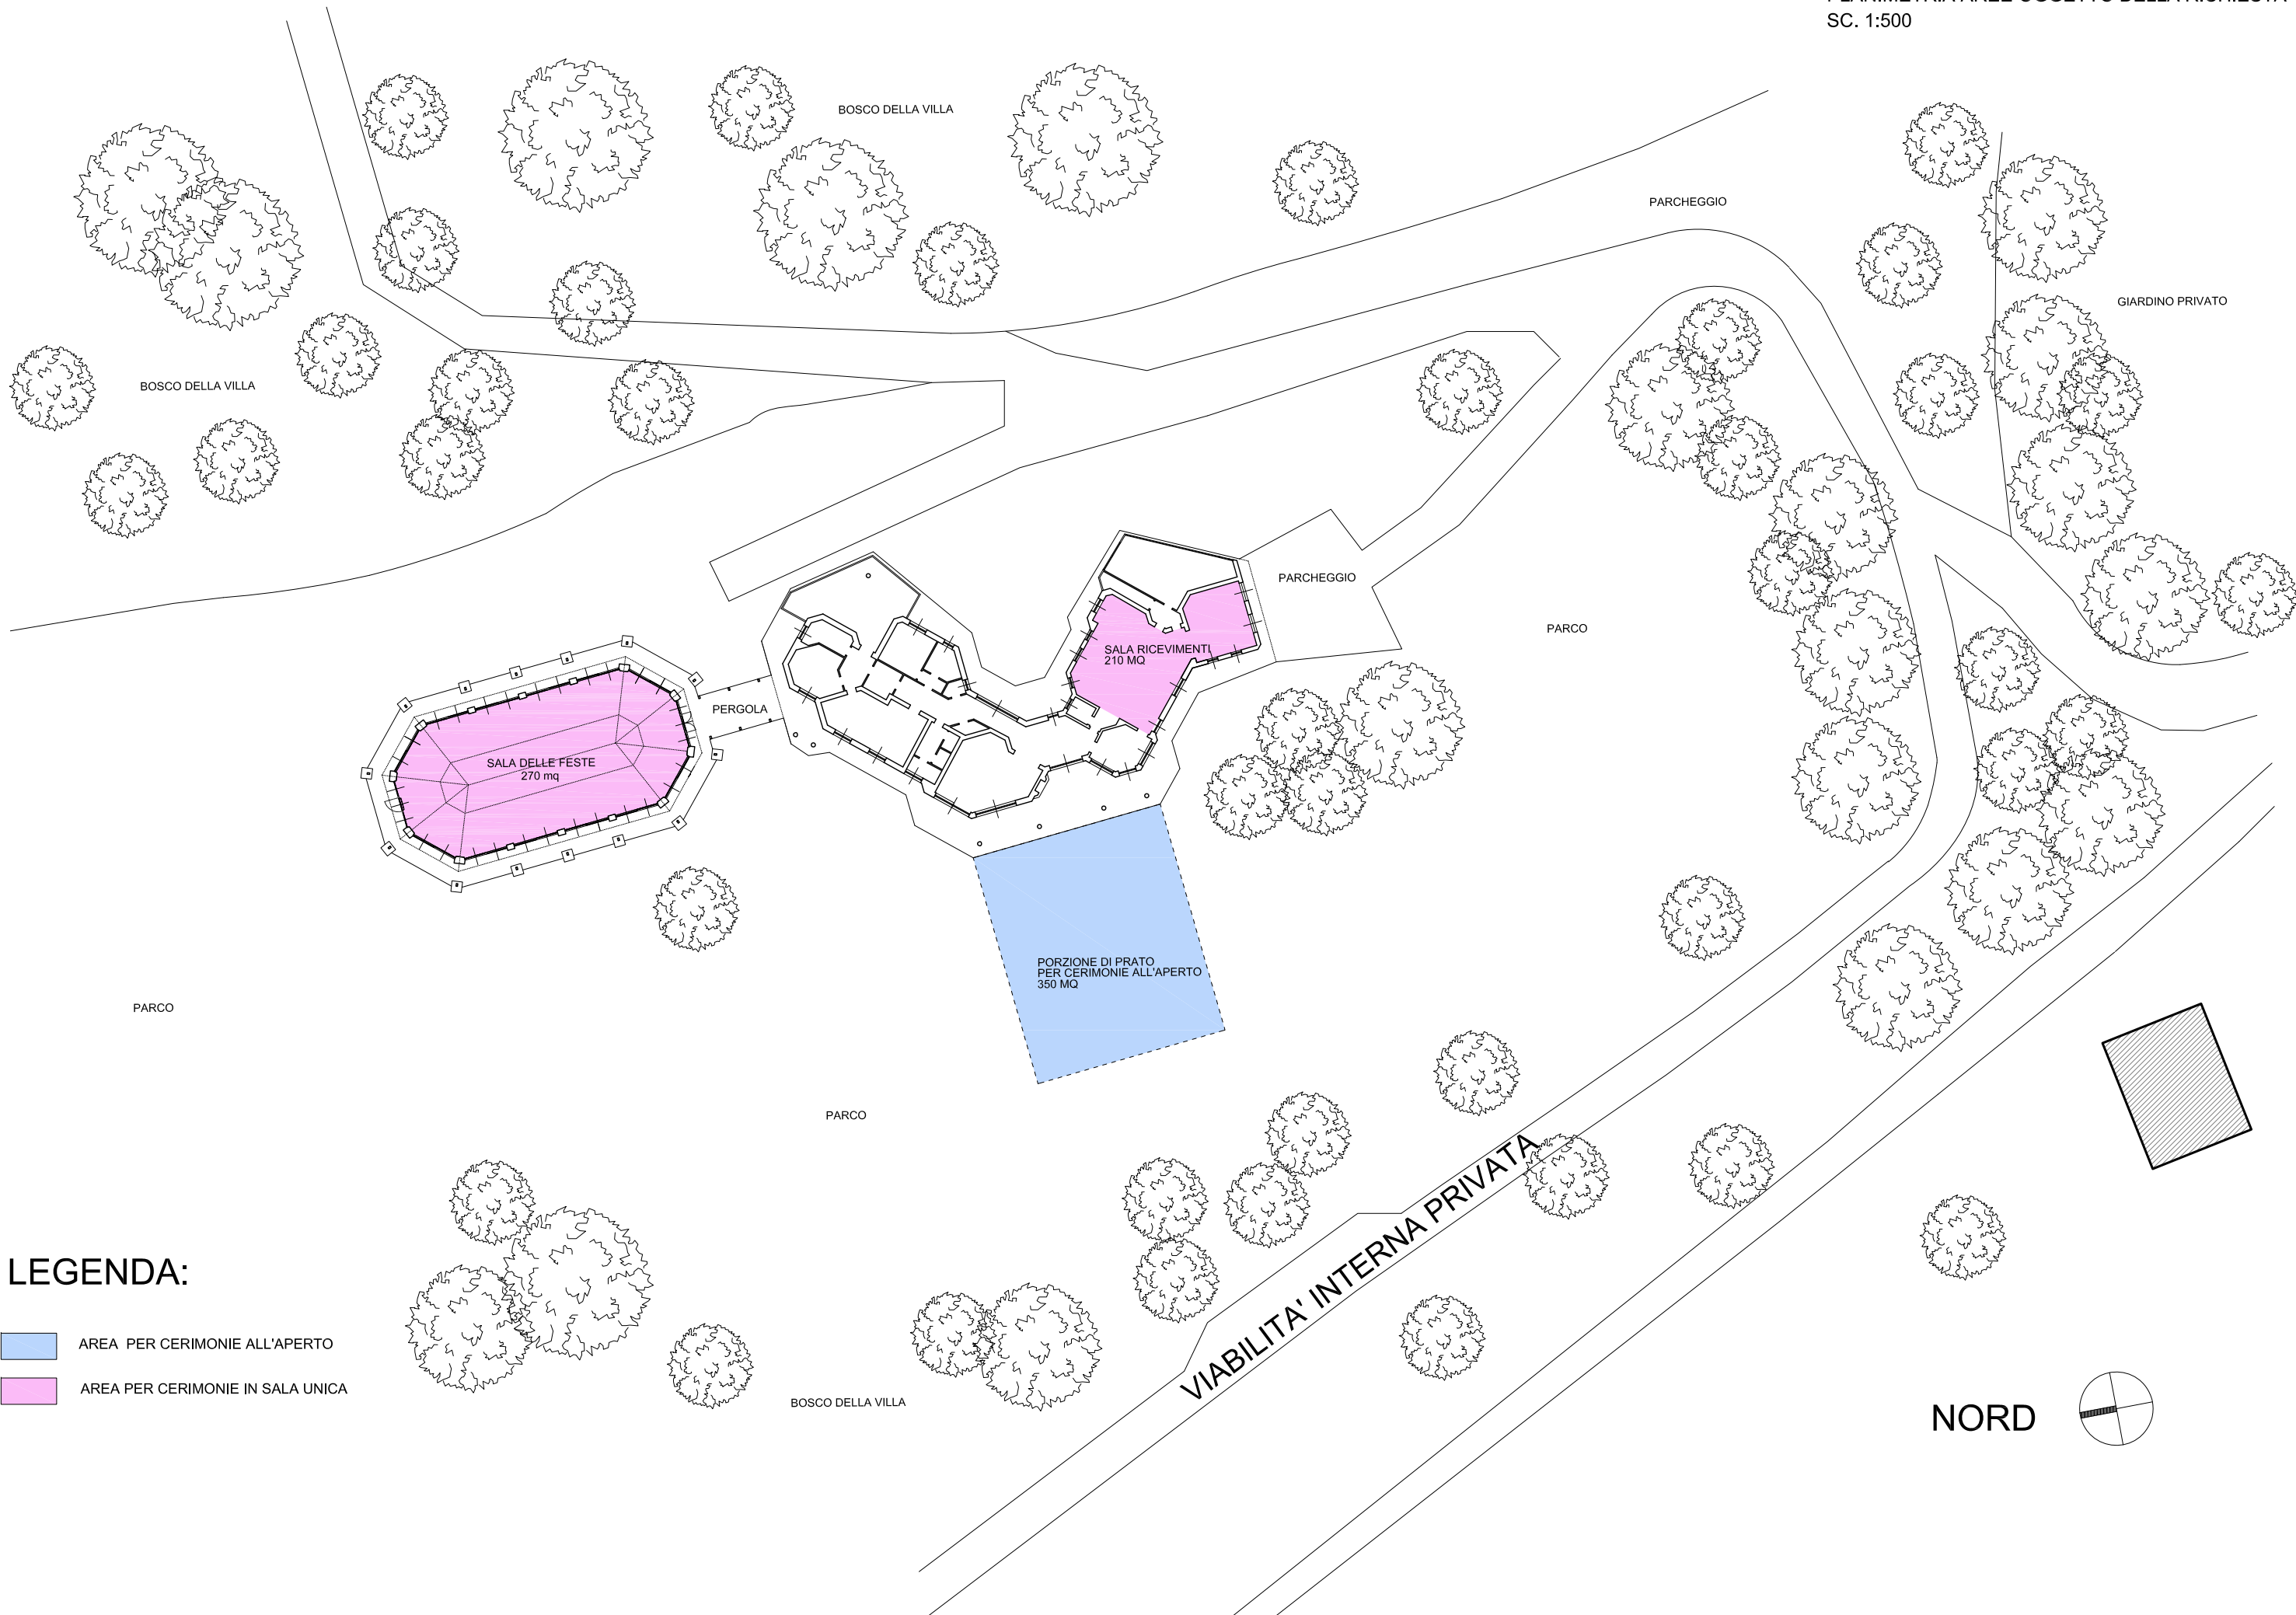 SC. 1:500
BOSCO DELLA VILLA
PARCHEGGIO
GIARDINO PRIVATO
BOSCO DELLA VILLA
PARCHEGGIO
PARCO
SALA RICEVIMENTI
210 MQ
PERGOLA
SALA DELLE FESTE
270 mq
PORZIONE DI PRATO
PER CERIMONIE ALL'APERTO
350 MQ
PARCO
PARCO
VIABILITA' INTERNA PRIVATA
LEGENDA:
AREA PER CERIMONIE ALL'APERTO
AREA PER CERIMONIE IN SALA UNICA
BOSCO DELLA VILLA
NORD